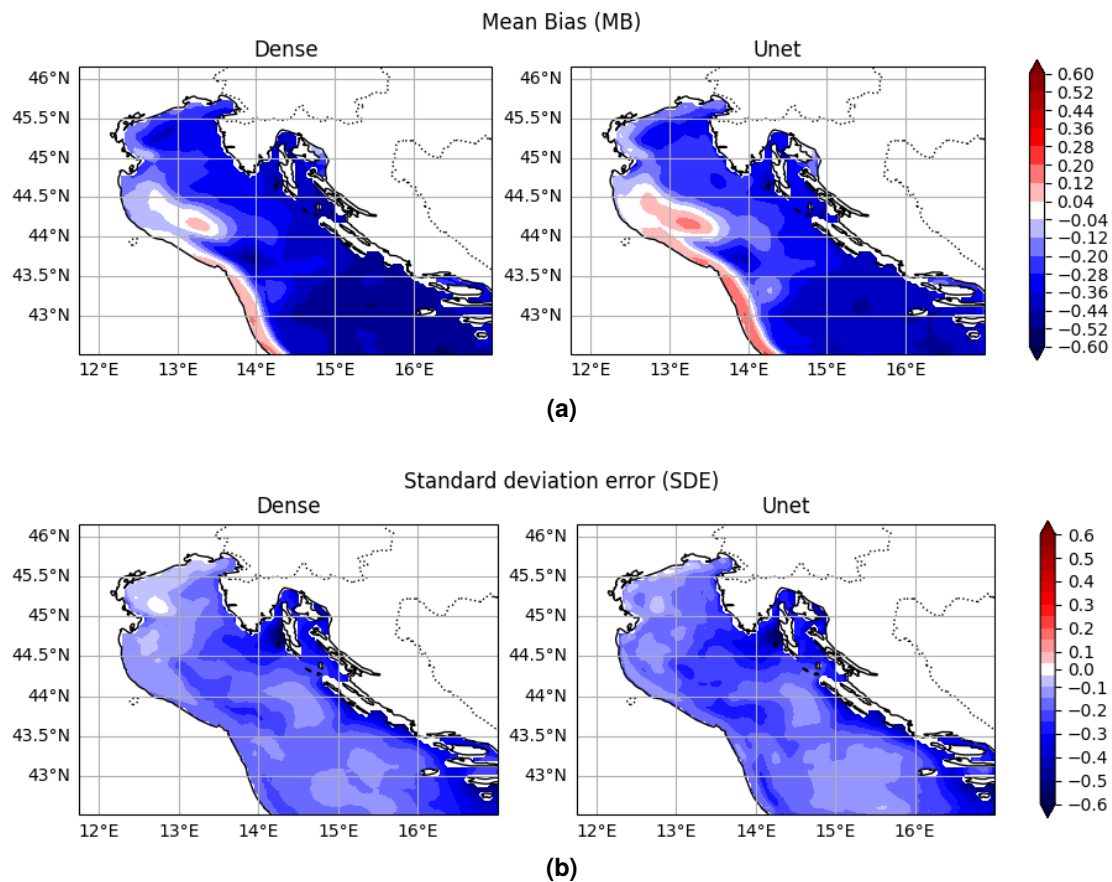 Mean Bias (MB)
Dense
Unet
46°N
45.5°N
45°N
44.5°N
44°N
43.5°N
43°N
12°E 13°E 14°E 15°E 16°E
46°N
45.5°N
45°N
44.5°N
44°N
43.5°N
43°N
12°E 13°E 14°E 15°E 16°E
0.60
0.52
0.44
0.36
0.28
0.20
0.12
0.04
−0.04
−0.12
−0.20
−0.28
−0.36
−0.44
−0.52
−0.60
(a)
Standard deviation error (SDE)
Dense
Unet
46°N
45.5°N
45°N
44.5°N
44°N
43.5°N
43°N
12°E 13°E 14°E 15°E 16°E
46°N
45.5°N
45°N
44.5°N
44°N
43.5°N
43°N
12°E 13°E 14°E 15°E 16°E
0.6
0.5
0.4
0.3
0.2
0.1
0.0
−0.1
−0.2
−0.3
−0.4
−0.5
−0.6
(b)